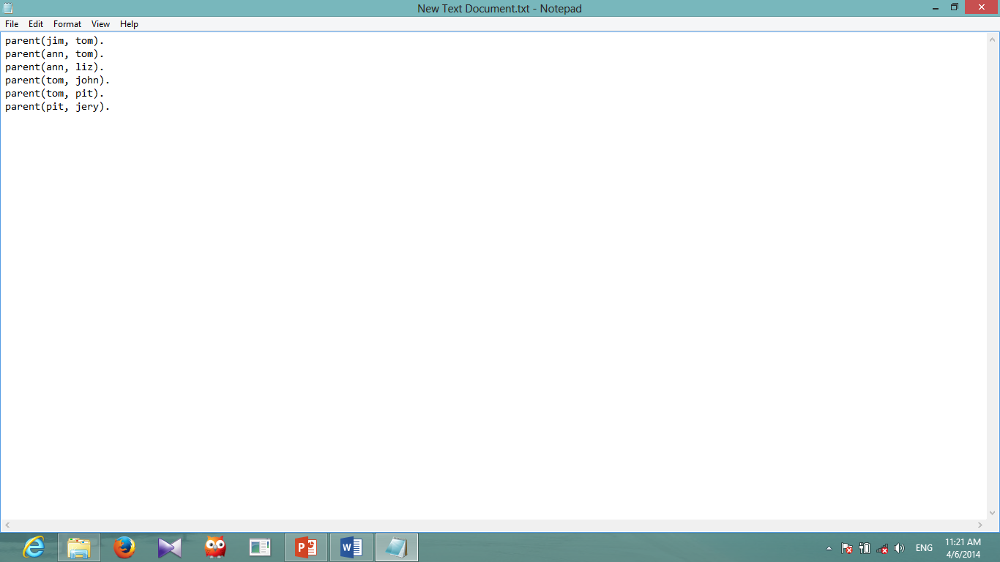 New Text Document.txt - Notepad
File Edit Format View Help
parent(jim, tom).
parent(ann, tom).
parent(ann, liz).
parent(tom, john).
parent(tom, pit).
parent(pit, jery).
ENG
11:21 AM
4/6/2014